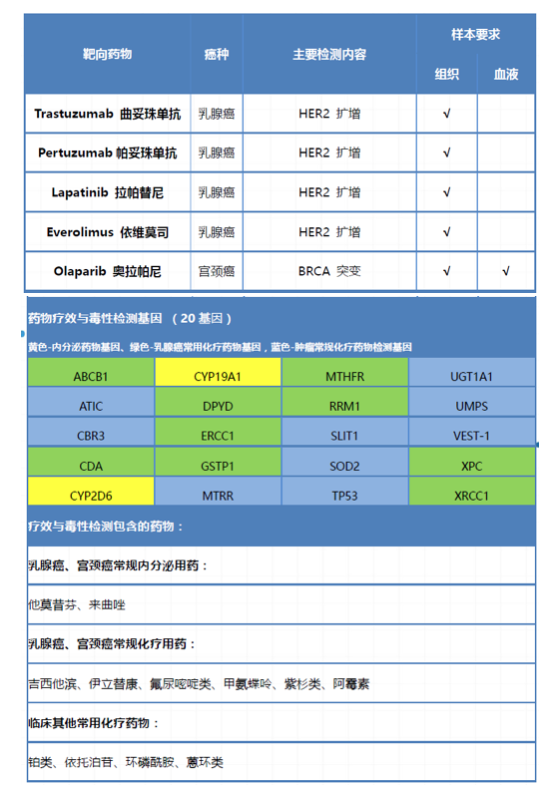 靶向药物 癌种 主要检测内容 样本要求
组织 血液
Trastuzumab 曲妥珠单抗 乳腺癌 HER2 扩增 √
Pertuzumab 帕妥珠单抗 乳腺癌 HER2 扩增 √
Lapatinib 拉帕替尼 乳腺癌 HER2 扩增 √
Everolimus 依维莫司 乳腺癌 HER2 扩增 √
Olaparib 奥拉帕尼 宫颈癌 BRCA 突变 √ √
药物疗效与毒性检测基因 （20 基因）
黄色-内分泌药物基因、绿色-乳腺癌常用化疗药物基因，蓝色-肿瘤常规化疗药物检测基因
ABCB1 CYP19A1 MTHFR UGT1A1
ATIC DPYD RRM1 UMPS
CBR3 ERCC1 SLIT1 VEST-1
CDA GSTP1 SOD2 XPC
CYP2D6 MTRR TP53 XRCC1
疗效与毒性检测包含的药物：
乳腺癌、宫颈癌常规内分泌用药：
他莫昔芬、来曲唑
乳腺癌、宫颈癌常规化疗用药：
吉西他滨、伊立替康、氟尿嘧啶类、甲氨蝶呤、紫杉类、阿霉素
临床其他常用化疗药物：
铂类、依托泊苷、环磷酰胺、蒽环类